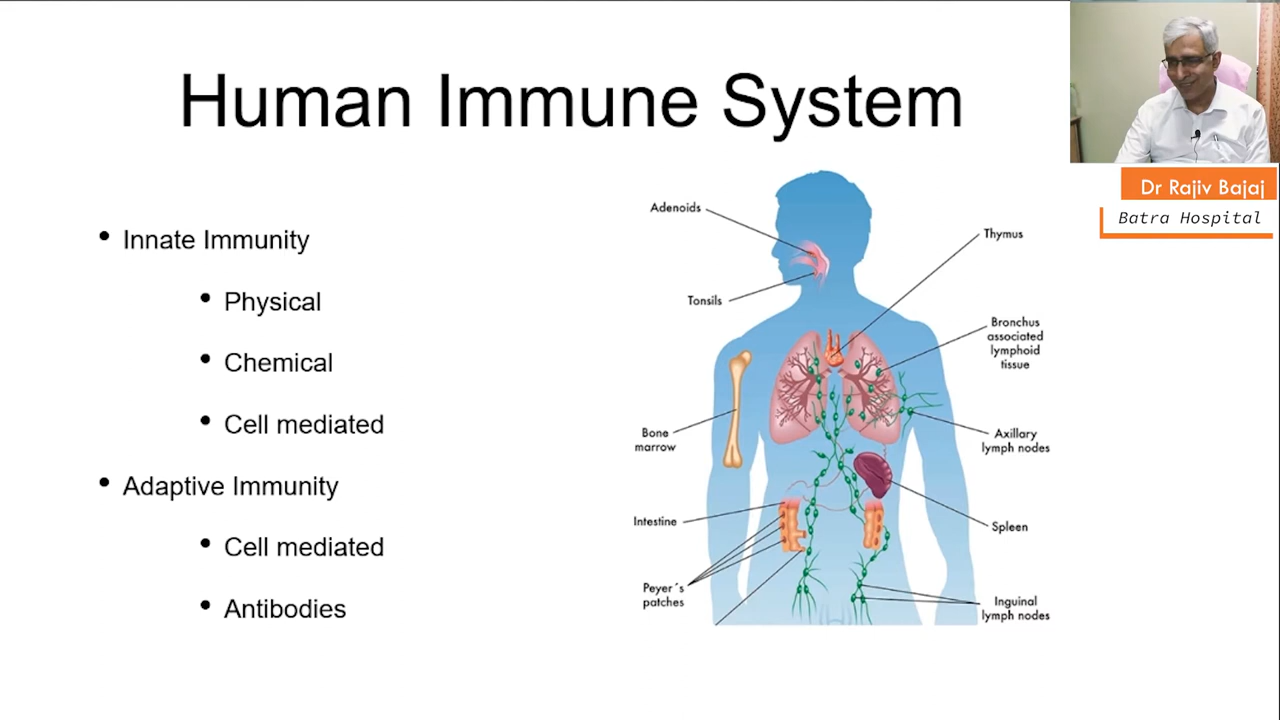 Human Immune System
Dr Rajiv Bajaj
Batra Hospital
• Innate Immunity
• Physical
• Chemical
• Cell mediated
• Adaptive Immunity
• Cell mediated
• Antibodies
Adenoids
Tonsils
Thymus
Bronchus
associated
lymphoid
tissue
Bone
marrow
Axillary
lymph nodes
Intestine
Spleen
Peyer´s
patches
Inguinal
lymph nodes